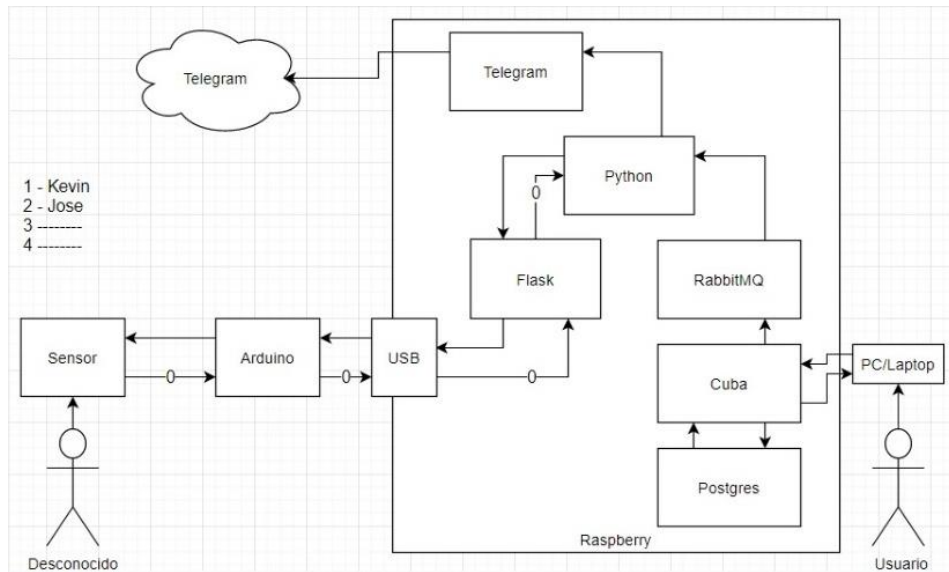 Telegram
Telegram
Python
0
1 - Kevin
2 - Jose
3 --------
4 --------
Flask
RabbitMQ
Sensor
Arduino
USB
0
0
0
Cuba
PC/Laptop
Postgres
Raspberry
Desconocido
Usuario